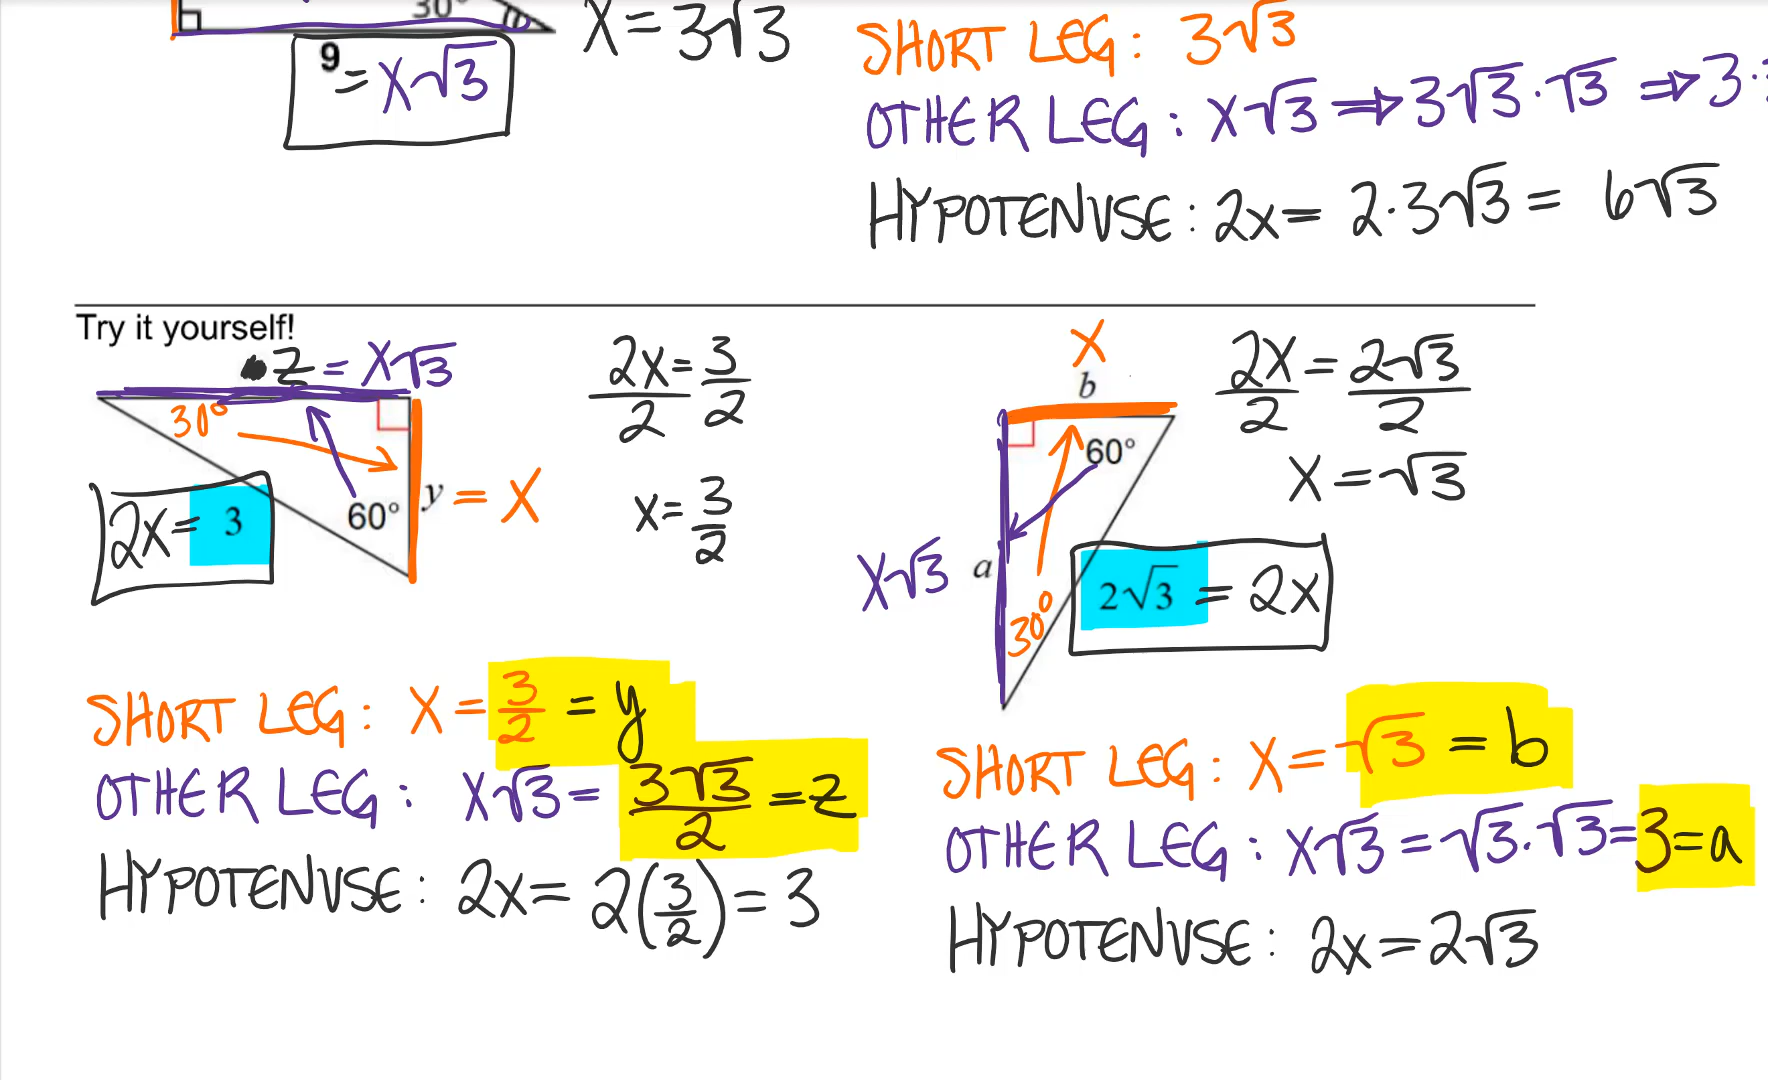 30°
9 = x√3
x = 3√3
SHORT LEG: 3√3
OTHER LEG: x√3 ⇒ 3√3·√3 ⇒ 3·
HYPOTENUSE: 2x = 2·3√3 = 6√3
Try it yourself!
z = x√3
30°
60°
y = x
2x = 3
2x/2 = 3/2
x = 3/2
SHORT LEG: x = 3/2 = y
OTHER LEG: x√3 = 3√3/2 = z
HYPOTENUSE: 2x = 2(3/2) = 3
x
b
60°
x√3 a
30°
2√3 = 2x
2x/2 = 2√3/2
x = √3
SHORT LEG: x = √3 = b
OTHER LEG: x√3 = √3·√3 = 3 = a
HYPOTENUSE: 2x = 2√3